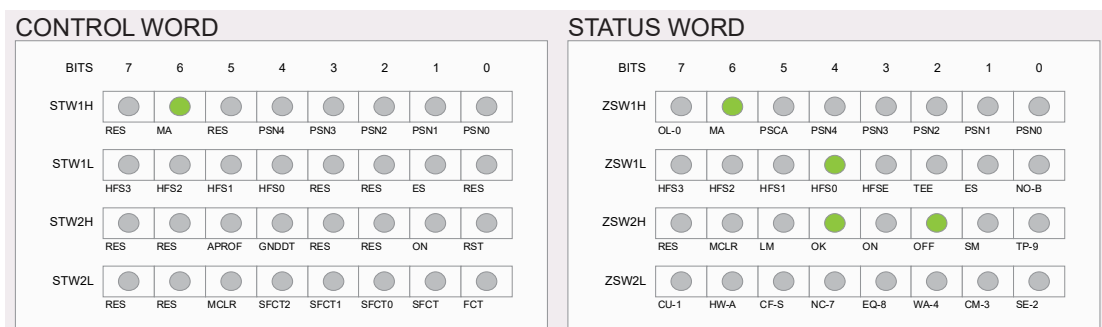 CONTROL WORD
BITS 7 6 5 4 3 2 1 0
STW1H
RES MA RES PSN4 PSN3 PSN2 PSN1 PSN0
STW1L
HFS3 HFS2 HFS1 HFS0 RES RES ES RES
STW2H
RES RES APROF GNDDT RES RES ON RST
STW2L
RES RES MCLR SFCT2 SFCT1 SFCT0 SFCT FCT
STATUS WORD
BITS 7 6 5 4 3 2 1 0
ZSW1H
OL-0 MA PSCA PSN4 PSN3 PSN2 PSN1 PSN0
ZSW1L
HFS3 HFS2 HFS1 HFS0 HFSE TEE ES NO-B
ZSW2H
RES MCLR LM OK ON OFF SM TP-9
ZSW2L
CU-1 HW-A CF-S NC-7 EQ-8 WA-4 CM-3 SE-2